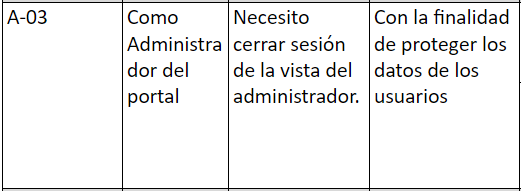 A-03
Como
Administra
dor del
portal
Necesito
cerrar sesión
de la vista del
administrador.
Con la finalidad
de proteger los
datos de los
usuarios